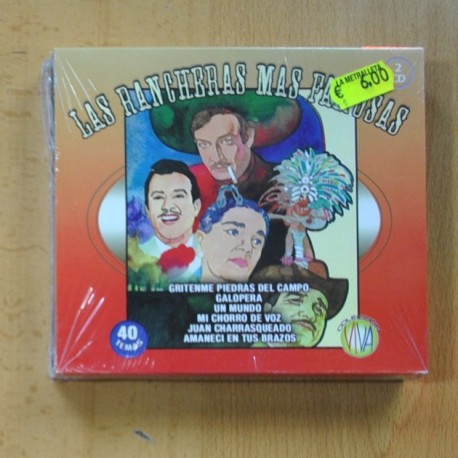 LAS RANCHERAS MAS FAMOSAS
LA METRALLETA
€ 6.00
2
CD
GRITENME PIEDRAS DEL CAMPO
GALOPERA
UN MUNDO
MI CHORRO DE VOZ
JUAN CHARRASQUEADO
AMANECI EN TUS BRAZOS
40
TEMAS
COLECCION
VIVA